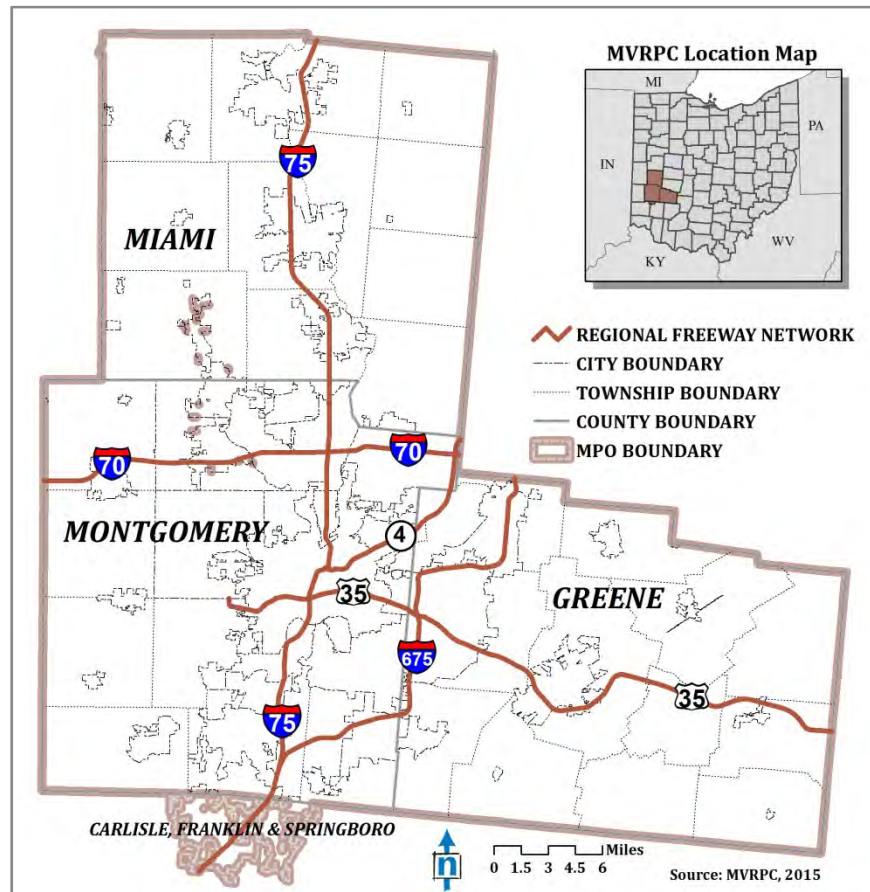 MVRPC Location Map
MI
PA
IN
WV
KY
75
MIAMI
REGIONAL FREEWAY NETWORK
CITY BOUNDARY
TOWNSHIP BOUNDARY
COUNTY BOUNDARY
MPO BOUNDARY
70
70
MONTGOMERY
4
35
GREENE
675
35
75
CARLISLE, FRANKLIN & SPRINGBORO
n
Miles
0 1.5 3 4.5 6
Source: MVRPC, 2015